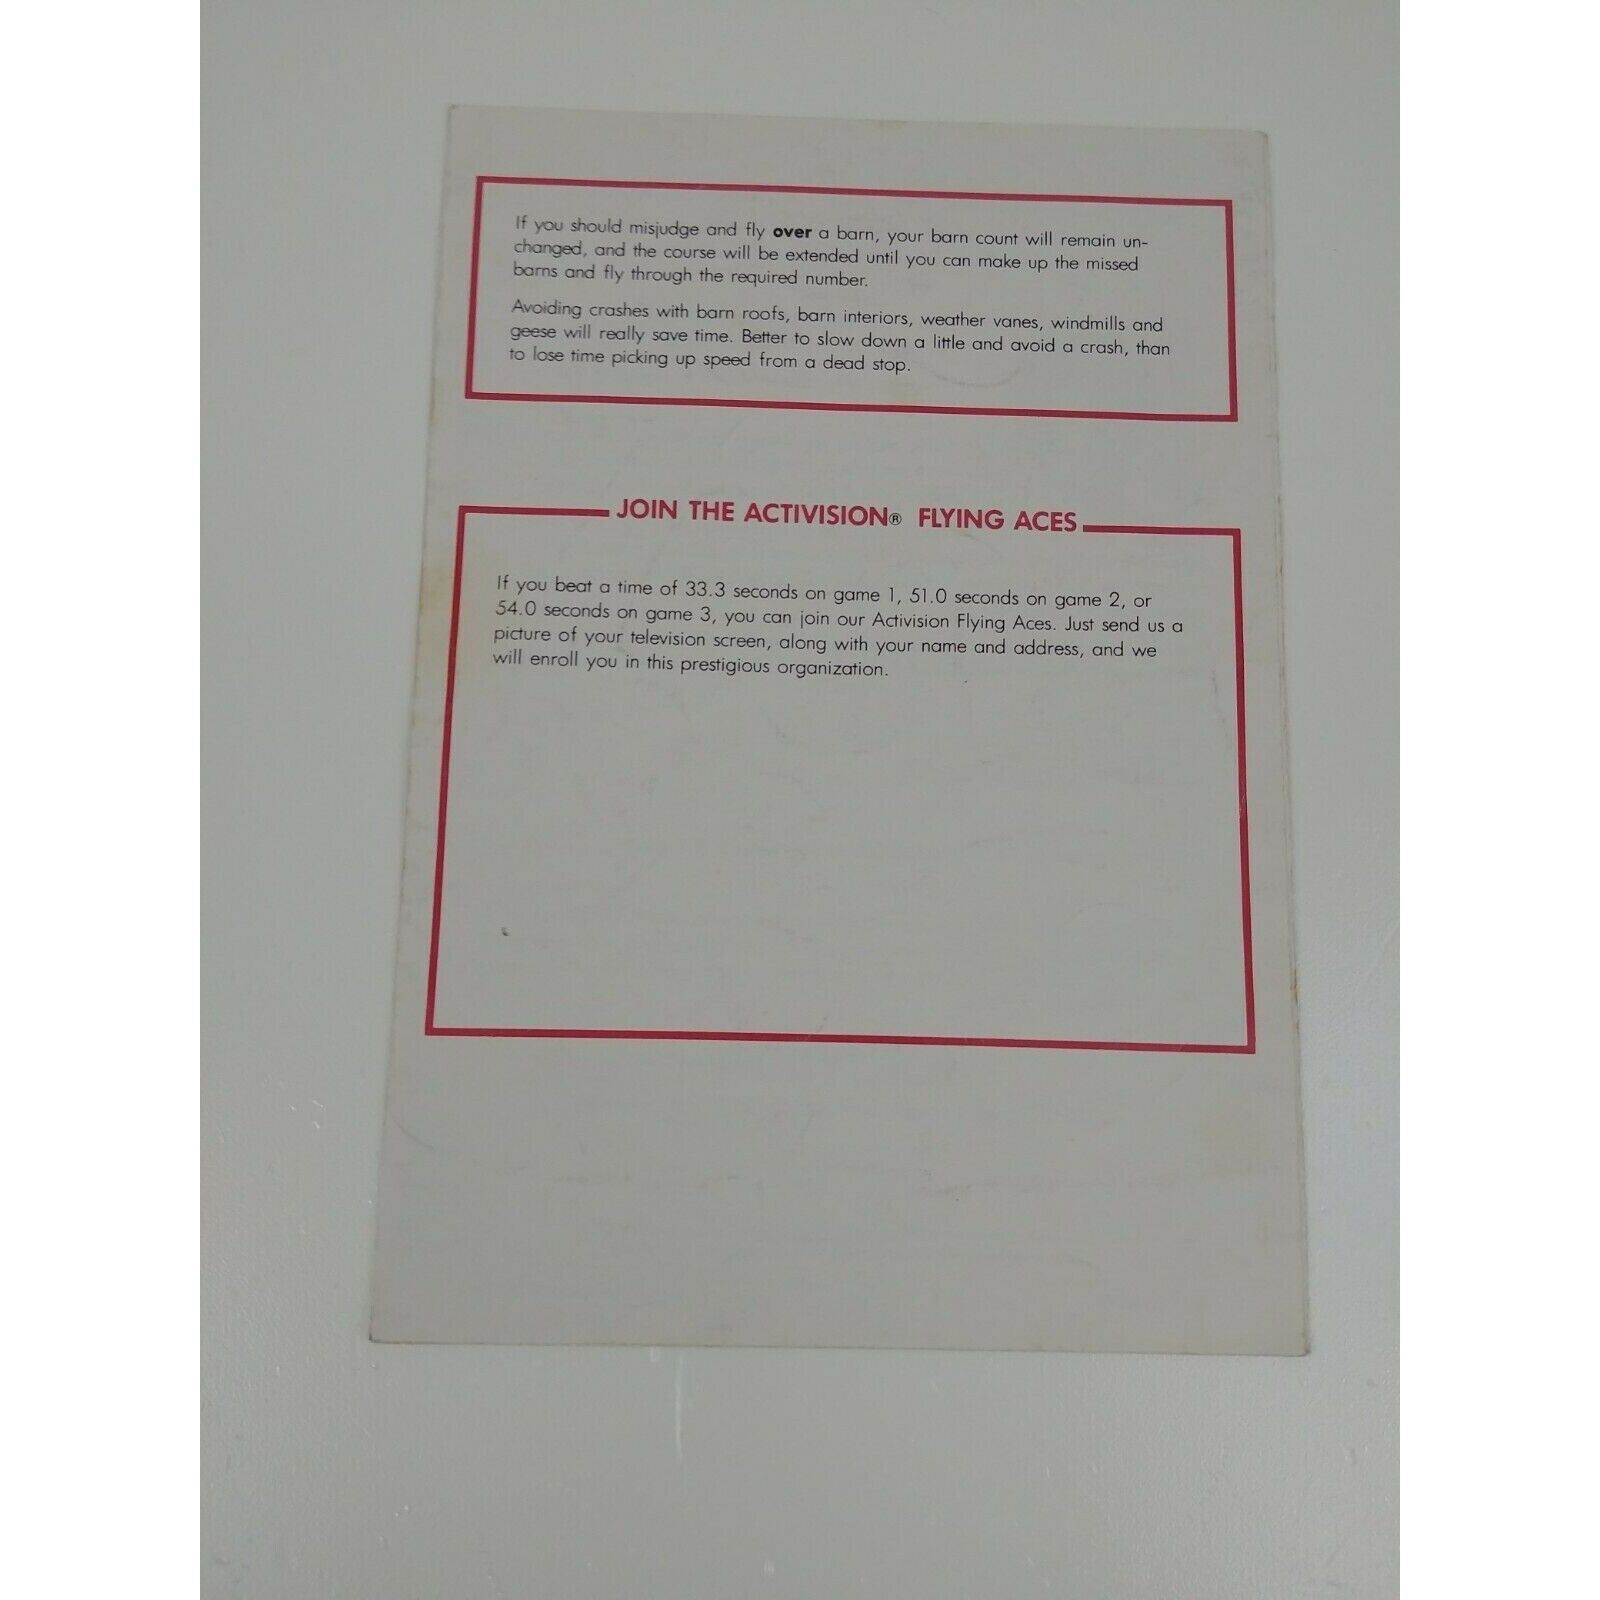 If you should misjudge and fly over a barn, your barn count will remain un-
changed, and the course will be extended until you can make up the missed
barns and fly through the required number.
Avoiding crashes with barn roofs, barn interiors, weather vanes, windmills and
geese will really save time. Better to slow down a little and avoid a crash, than
to lose time picking up speed from a dead stop.
JOIN THE ACTIVISION® FLYING ACES
If you beat a time of 33.3 seconds on game 1, 51.0 seconds on game 2, or
54.0 seconds on game 3, you can join our Activision Flying Aces. Just send us a
picture of your television screen, along with your name and address, and we
will enroll you in this prestigious organization.